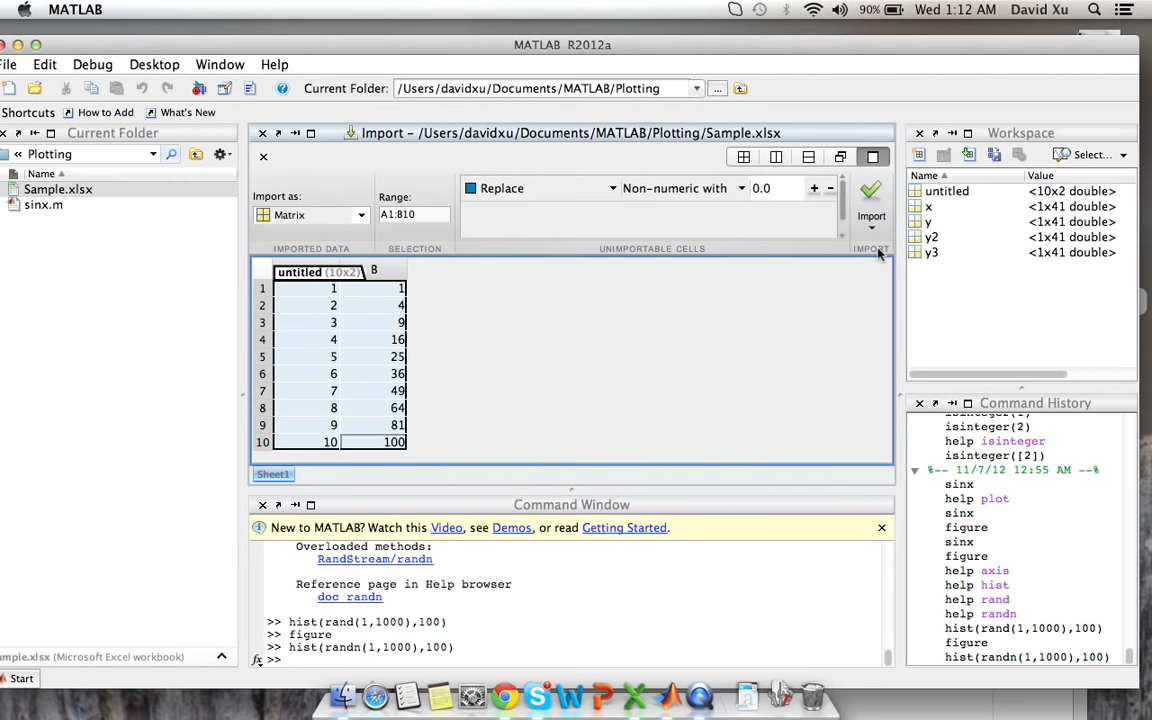 MATLAB 90% Wed 1:12 AM David Xu
MATLAB R2012a
File Edit Debug Desktop Window Help
Current Folder: /Users/davidxu/Documents/MATLAB/Plotting ...
Shortcuts How to Add What's New
Current Folder
Plotting
Name
Sample.xlsx
sinx.m
ample.xlsx (Microsoft Excel workbook)
Start
Import - /Users/davidxu/Documents/MATLAB/Plotting/Sample.xlsx
Import as:
Matrix
IMPORTED DATA
Range:
A1:B10
SELECTION
Replace Non-numeric with 0.0 + -
UNIMPORTABLE CELLS
Import
IMPORT
untitled (10x2) B
1 1 1
2 2 4
3 3 9
4 4 16
5 5 25
6 6 36
7 7 49
8 8 64
9 9 81
10 10 100
Sheet1
Command Window
New to MATLAB? Watch this Video, see Demos, or read Getting Started.
Overloaded methods:
RandStream/randn
Reference page in Help browser
doc randn
>> hist(rand(1,1000),100)
>> figure
>> hist(randn(1,1000),100)
fx >>
Workspace
Select...
Name Value
untitled <10x2 double>
x <1x41 double>
y <1x41 double>
y2 <1x41 double>
y3 <1x41 double>
Command History
isinteger(1)
isinteger(2)
help isinteger
isinteger([2])
%-- 11/7/12 12:55 AM --%
sinx
help plot
sinx
figure
sinx
figure
help axis
help hist
help rand
help randn
hist(rand(1,1000),100)
figure
hist(randn(1,1000),100)